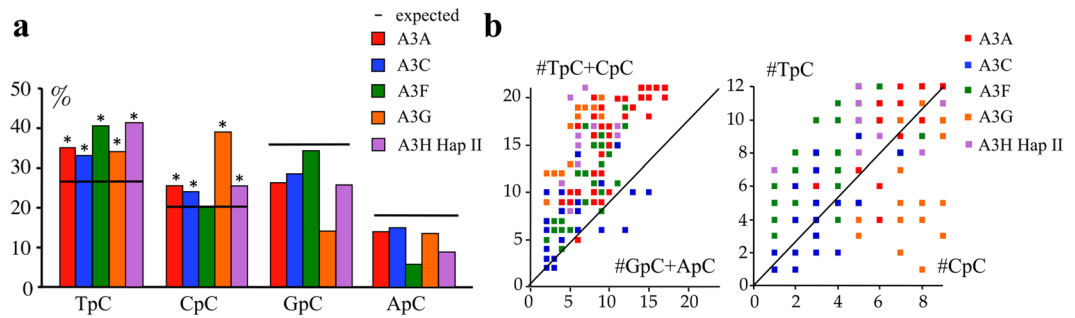 a
– expected
A3A
A3C
A3F
A3G
A3H Hap II
%
50
40
30
20
10
0
* * * * *
* * * *
TpC CpC GpC ApC
b
#TpC+CpC
20
15
10
5
0
0 5 10 15 20
#GpC+ApC
#TpC
12
10
8
6
4
2
0
0 2 4 6 8
#CpC
A3A
A3C
A3F
A3G
A3H Hap II